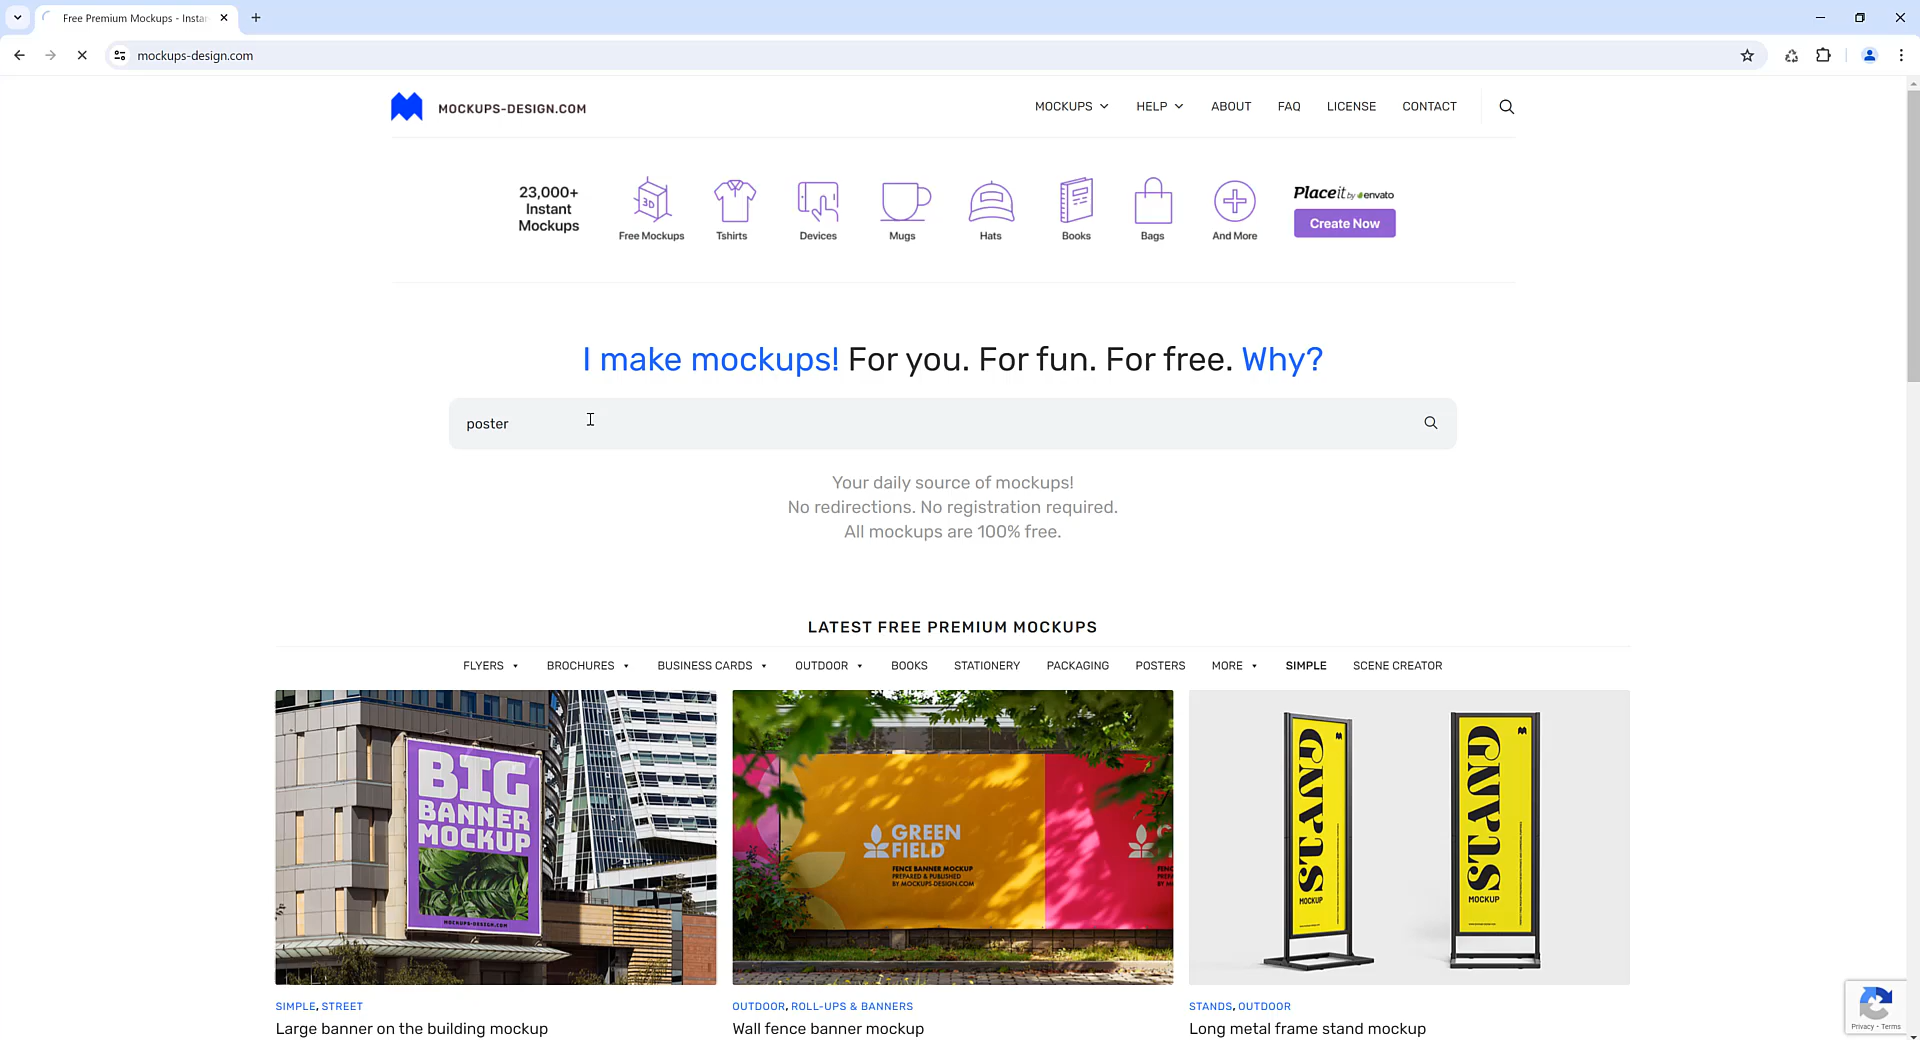 Free Premium Mockups - Insta
mockups-design.com
MOCKUPS-DESIGN.COM
MOCKUPS HELP ABOUT FAQ LICENSE CONTACT
23,000+
Instant
Mockups
3D
Free Mockups Tshirts Devices Mugs Hats Books Bags And More
Placeit by envato
Create Now
I make mockups! For you. For fun. For free. Why?
poster
Your daily source of mockups!
No redirections. No registration required.
All mockups are 100% free.
LATEST FREE PREMIUM MOCKUPS
FLYERS BROCHURES BUSINESS CARDS OUTDOOR BOOKS STATIONERY PACKAGING POSTERS MORE SIMPLE SCENE CREATOR
BIG
BANNER
MOCKUP
MOCKUPS-DESIGN.COM
GREEN
FIELD
FENCE BANNER MOCKUP
PREPARED & PUBLISHED
BY MOCKUPS-DESIGN.COM
STAND
MOCKUP
STAND
MOCKUP
SIMPLE, STREET
Large banner on the building mockup
OUTDOOR, ROLL-UPS & BANNERS
Wall fence banner mockup
STANDS, OUTDOOR
Long metal frame stand mockup
Privacy - Terms